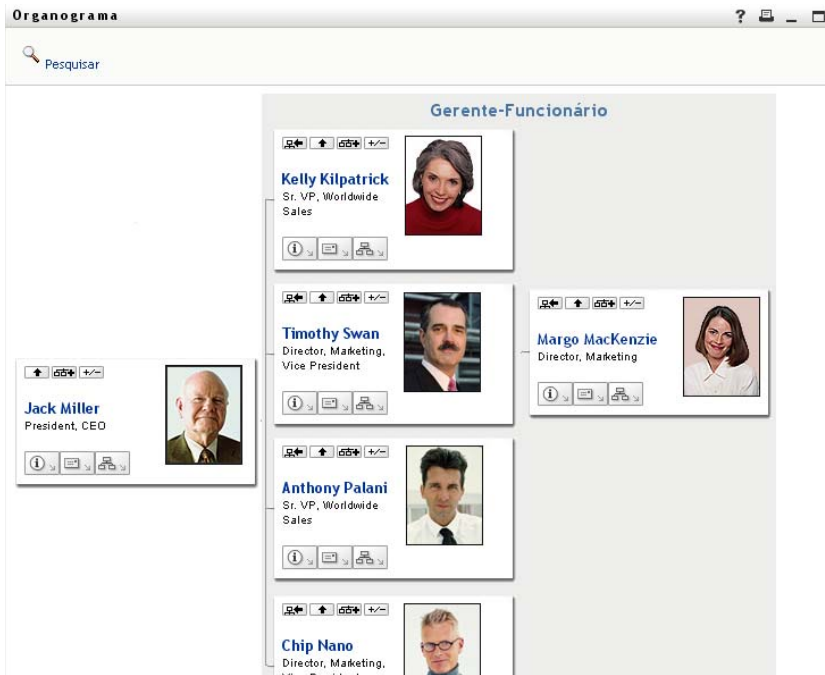 Organograma
Pesquisar
Gerente-Funcionário
Kelly Kilpatrick
Sr. VP, Worldwide
Sales
Timothy Swan
Director, Marketing,
Vice President
Margo MacKenzie
Director, Marketing
Jack Miller
President, CEO
Anthony Palani
Sr. VP, Worldwide
Sales
Chip Nano
Director, Marketing,